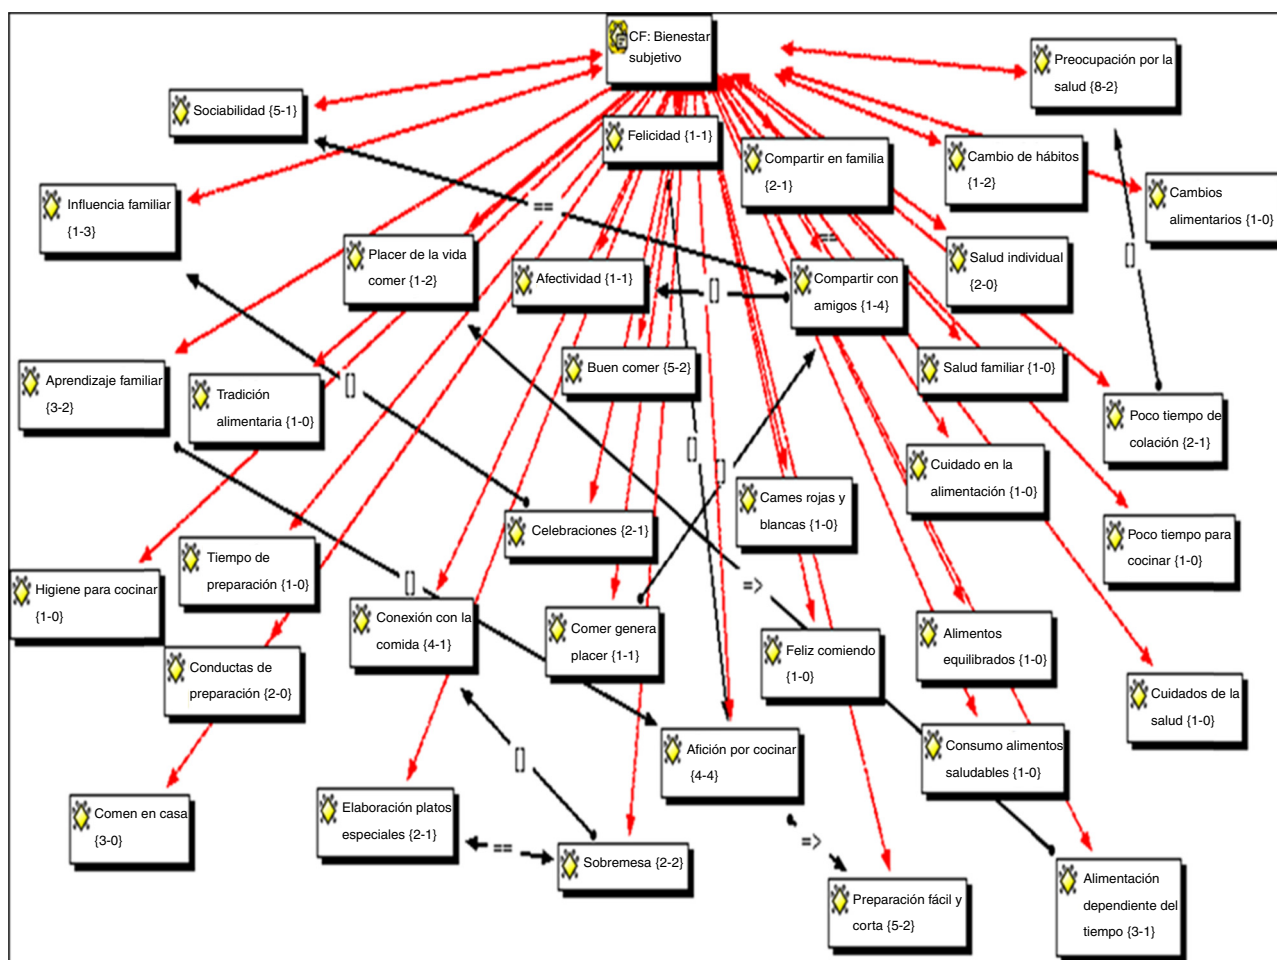 CF: Bienestar
subjetivo
Preocupación por la
salud {8-2}
Sociabilidad {5-1}
Felicidad {1-1}
Compartir en familia
{2-1}
Cambio de hábitos
{1-2}
Cambios
alimentarios {1-0}
Influencia familiar
{1-3}
==
==
Placer de la vida
comer {1-2}
Afectividad {1-1}
[]
Compartir con
amigos {1-4}
Salud individual
{2-0}
[]
Aprendizaje familiar
{3-2}
Tradición
alimentaria {1-0}
[]
Buen comer {5-2}
Salud familiar {1-0}
Poco tiempo de
colación {2-1}
[]
[]
Cuidado en la
alimentación {1-0}
Cames rojas y
blancas {1-0}
Celebraciones {2-1}
Poco tiempo para
cocinar {1-0}
Tiempo de
preparación {1-0}
Higiene para cocinar
{1-0}
[]
=>
Conexión con la
comida {4-1}
Comer genera
placer {1-1}
Feliz comiendo
{1-0}
Alimentos
equilibrados {1-0}
Conductas de
preparación {2-0}
Cuidados de la
salud {1-0}
Afición por cocinar
{4-4}
Consumo alimentos
saludables {1-0}
[]
Comen en casa
{3-0}
Elaboración platos
especiales {2-1}
==
Sobremesa {2-2}
=>
Preparación fácil y
corta {5-2}
Alimentación
dependiente del
tiempo {3-1}